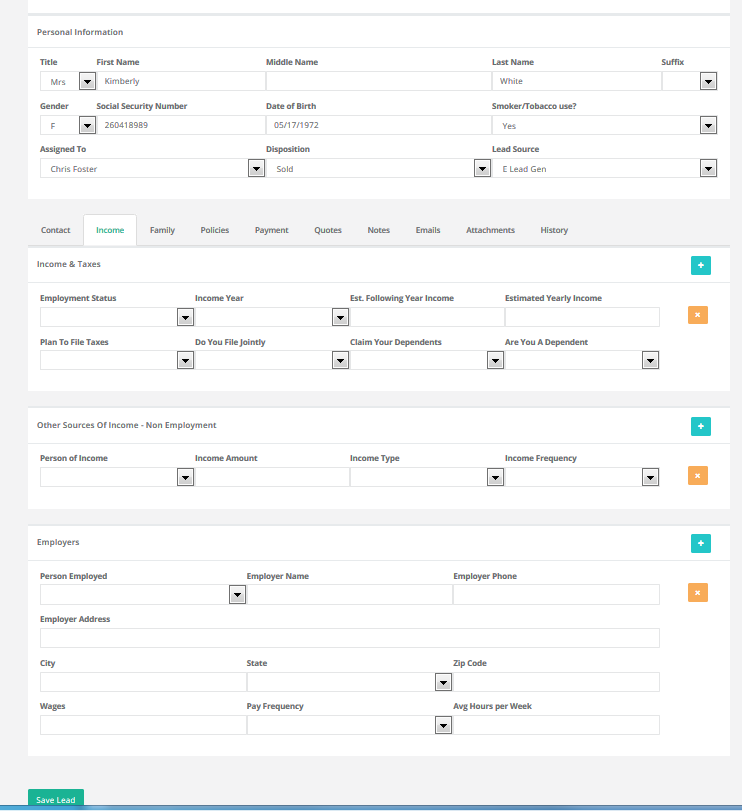 Personal Information
Title First Name Middle Name Last Name Suffix
Mrs Kimberly White
Gender Social Security Number Date of Birth Smoker/Tobacco use?
F 260418989 05/17/1972 Yes
Assigned To Disposition Lead Source
Chris Foster Sold E Lead Gen
Contact Income Family Policies Payment Quotes Notes Emails Attachments History
Income & Taxes
+
Employment Status Income Year Est. Following Year Income Estimated Yearly Income
x
Plan To File Taxes Do You File Jointly Claim Your Dependents Are You A Dependent
Other Sources Of Income - Non Employment
+
Person of Income Income Amount Income Type Income Frequency
x
Employers
+
Person Employed Employer Name Employer Phone
x
Employer Address
City State Zip Code
Wages Pay Frequency Avg Hours per Week
Save Lead